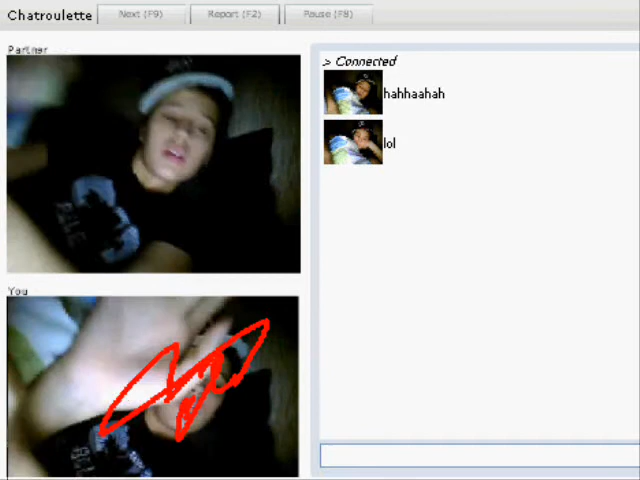 Chatroulette
Next (F9)
Report (F2)
Pause (F8)
Partner
> Connected
hahhaahah
lol
You